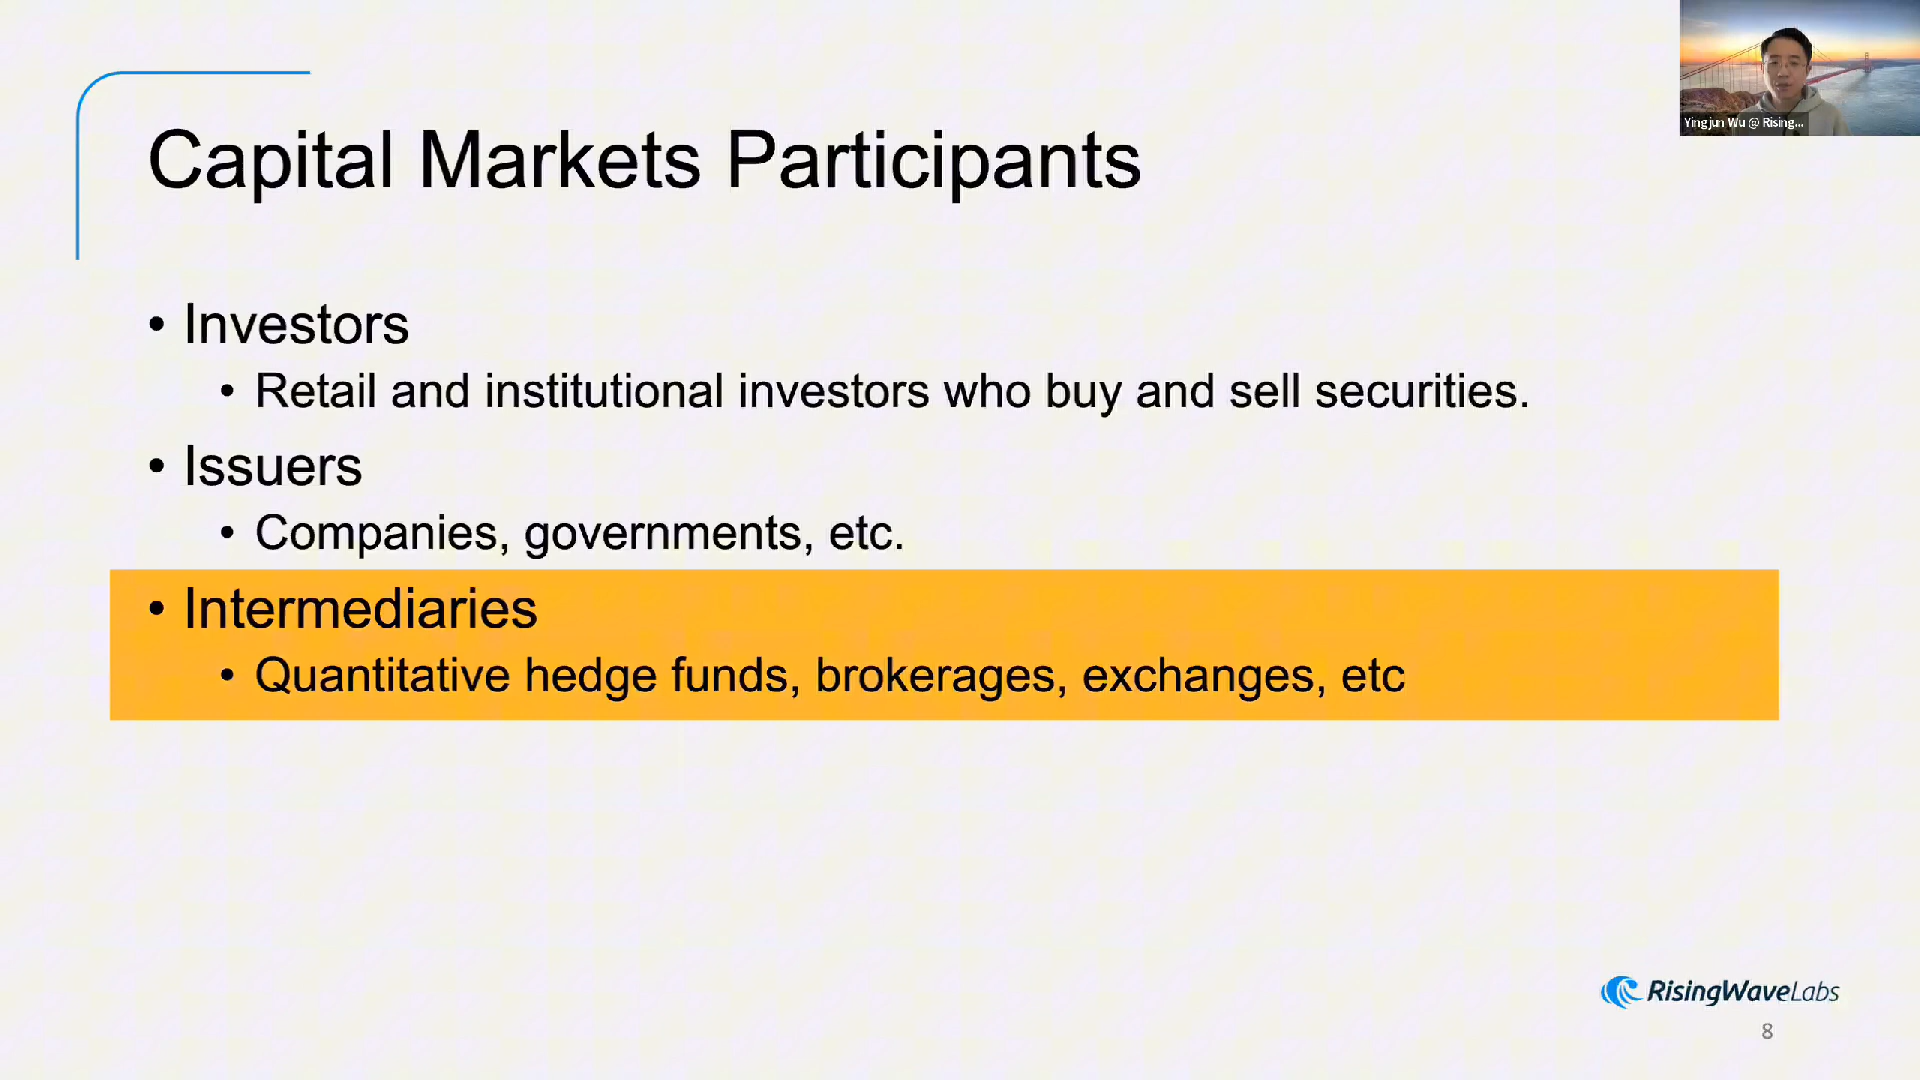 Yingjun Wu @ Rising...
Capital Markets Participants
• Investors
• Retail and institutional investors who buy and sell securities.
• Issuers
• Companies, governments, etc.
• Intermediaries
• Quantitative hedge funds, brokerages, exchanges, etc
RisingWaveLabs
8